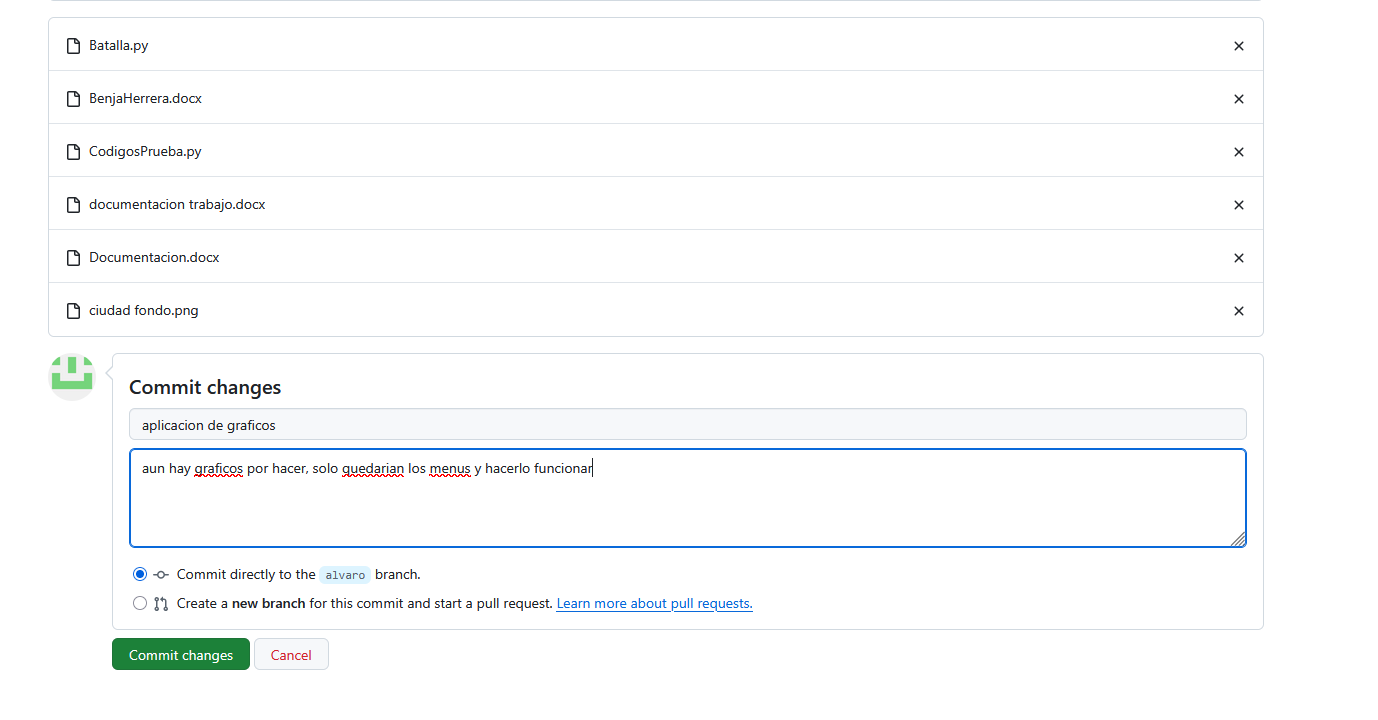 Batalla.py
BenjaHerrera.docx
CodigosPrueba.py
documentacion trabajo.docx
Documentacion.docx
ciudad fondo.png
Commit changes
aplicacion de graficos
aun hay graficos por hacer, solo quedarian los menus y hacerlo funcionar
Commit directly to the alvaro branch.
Create a new branch for this commit and start a pull request. Learn more about pull requests.
Commit changes Cancel